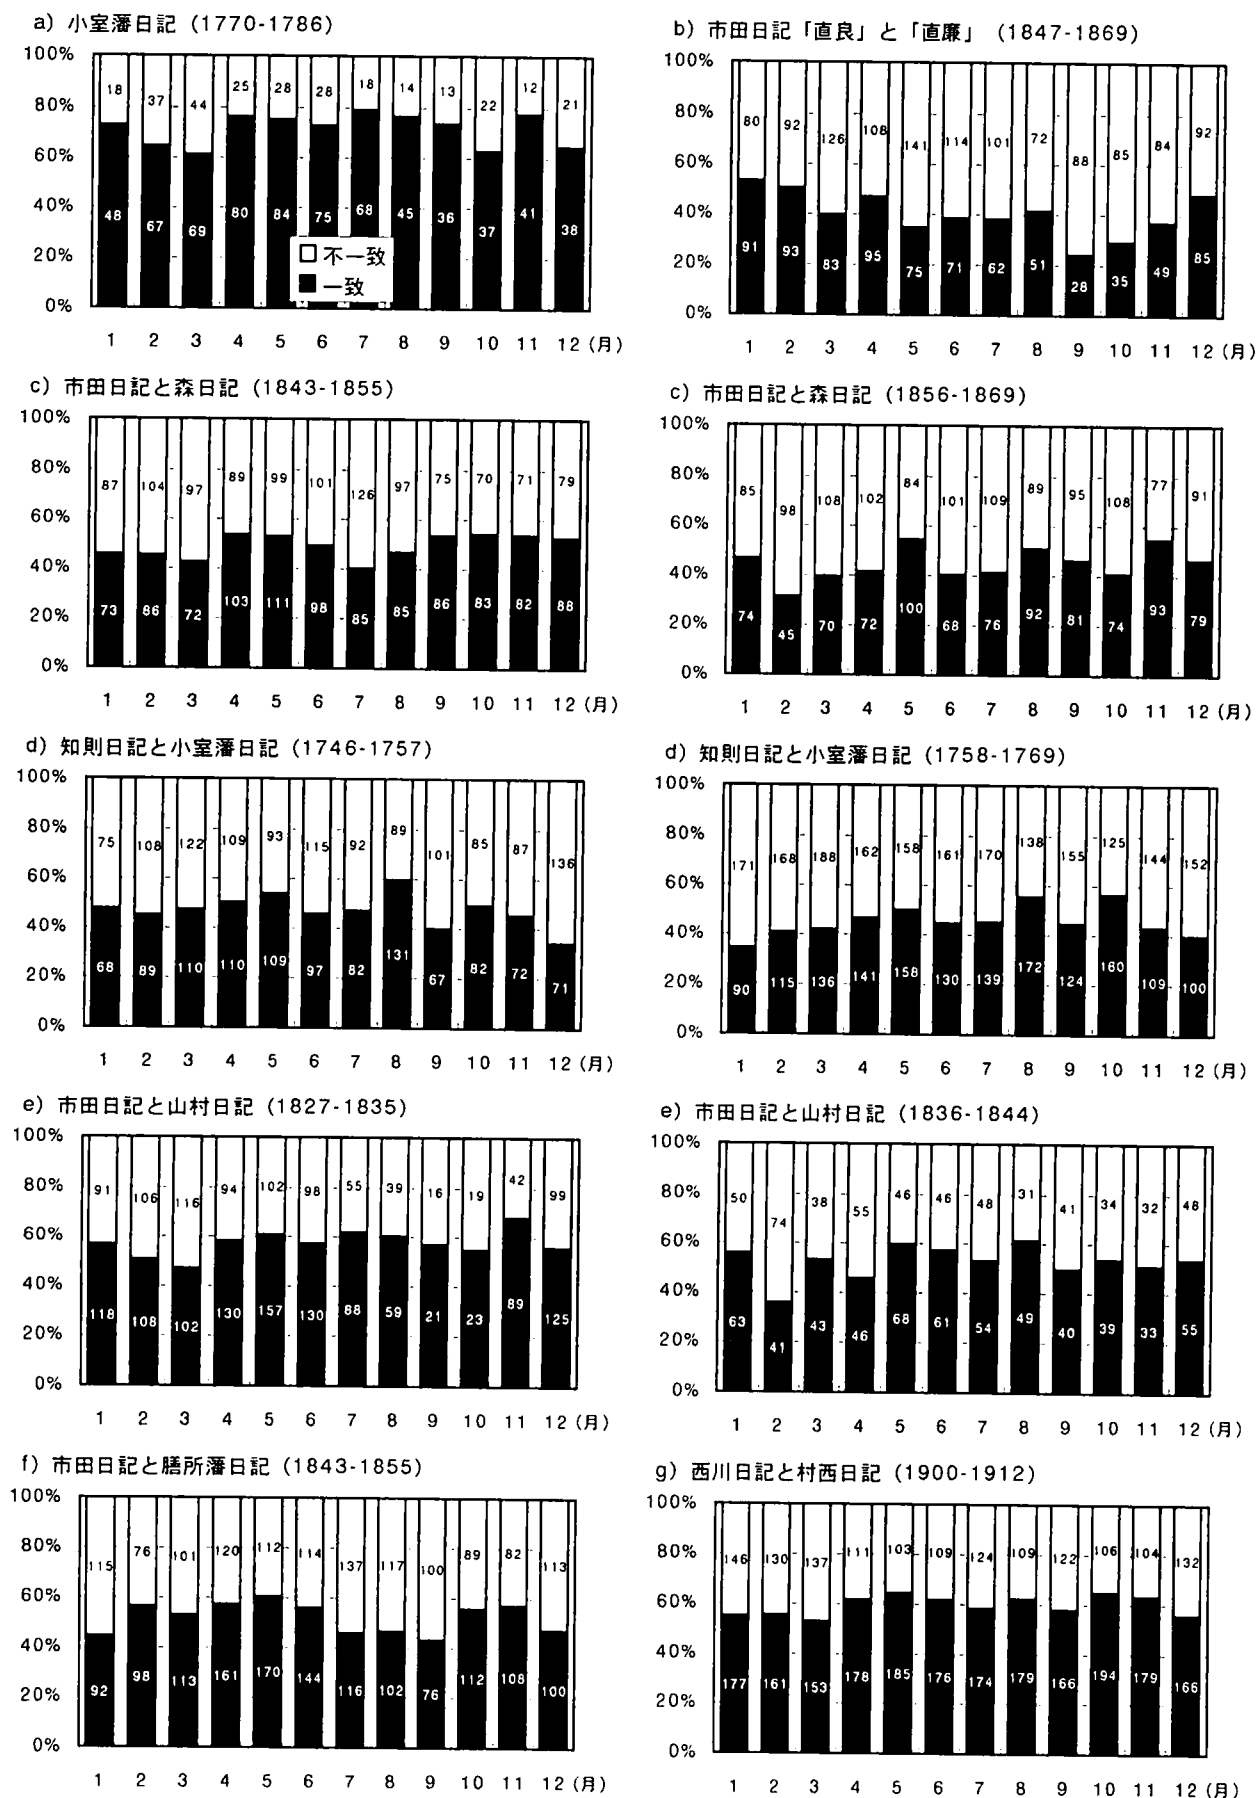 a) 小室藩日記 (1770-1786)
100%
80%
60%
40%
20%
0%
18 37 44 25 28 28 18 14 13 22 12 21
48 67 69 80 84 75 68 45 36 37 41 38
不一致
一致
1 2 3 4 5 6 7 8 9 10 11 12 (月)
b) 市田日記「直良」と「直廉」 (1847-1869)
100%
80%
60%
40%
20%
0%
80 92 126 108 141 114 101 72 88 85 84 92
91 93 83 95 75 71 62 51 28 35 49 85
1 2 3 4 5 6 7 8 9 10 11 12 (月)
c) 市田日記と森日記 (1843-1855)
100%
80%
60%
40%
20%
0%
87 104 97 89 99 101 126 97 75 70 71 79
73 86 72 103 111 98 85 85 86 83 82 88
1 2 3 4 5 6 7 8 9 10 11 12 (月)
c) 市田日記と森日記 (1856-1869)
100%
80%
60%
40%
20%
0%
85 98 108 102 84 101 109 89 95 108 77 91
74 45 70 72 100 68 76 92 81 74 93 79
1 2 3 4 5 6 7 8 9 10 11 12 (月)
d) 知則日記と小室藩日記 (1746-1757)
100%
80%
60%
40%
20%
0%
75 108 122 109 93 115 92 89 101 85 87 136
68 89 110 110 109 97 82 131 67 82 72 71
1 2 3 4 5 6 7 8 9 10 11 12 (月)
d) 知則日記と小室藩日記 (1758-1769)
100%
80%
60%
40%
20%
0%
171 168 188 162 158 161 170 138 155 125 144 152
90 115 136 141 158 130 139 172 124 160 109 100
1 2 3 4 5 6 7 8 9 10 11 12 (月)
e) 市田日記と山村日記 (1827-1835)
100%
80%
60%
40%
20%
0%
91 106 116 94 102 98 55 39 16 19 42 99
118 108 102 130 157 130 88 59 21 23 89 125
1 2 3 4 5 6 7 8 9 10 11 12 (月)
e) 市田日記と山村日記 (1836-1844)
100%
80%
60%
40%
20%
0%
50 74 38 55 46 46 48 31 41 34 32 48
63 41 43 46 68 61 54 49 40 39 33 55
1 2 3 4 5 6 7 8 9 10 11 12 (月)
f) 市田日記と膳所藩日記 (1843-1855)
100%
80%
60%
40%
20%
0%
115 76 101 120 112 114 137 117 100 89 82 113
92 98 113 161 170 144 116 102 76 112 108 100
1 2 3 4 5 6 7 8 9 10 11 12 (月)
g) 西川日記と村西日記 (1900-1912)
100%
80%
60%
40%
20%
0%
146 130 137 111 103 109 124 109 122 106 104 132
177 161 153 178 185 176 174 179 166 194 179 166
1 2 3 4 5 6 7 8 9 10 11 12 (月)